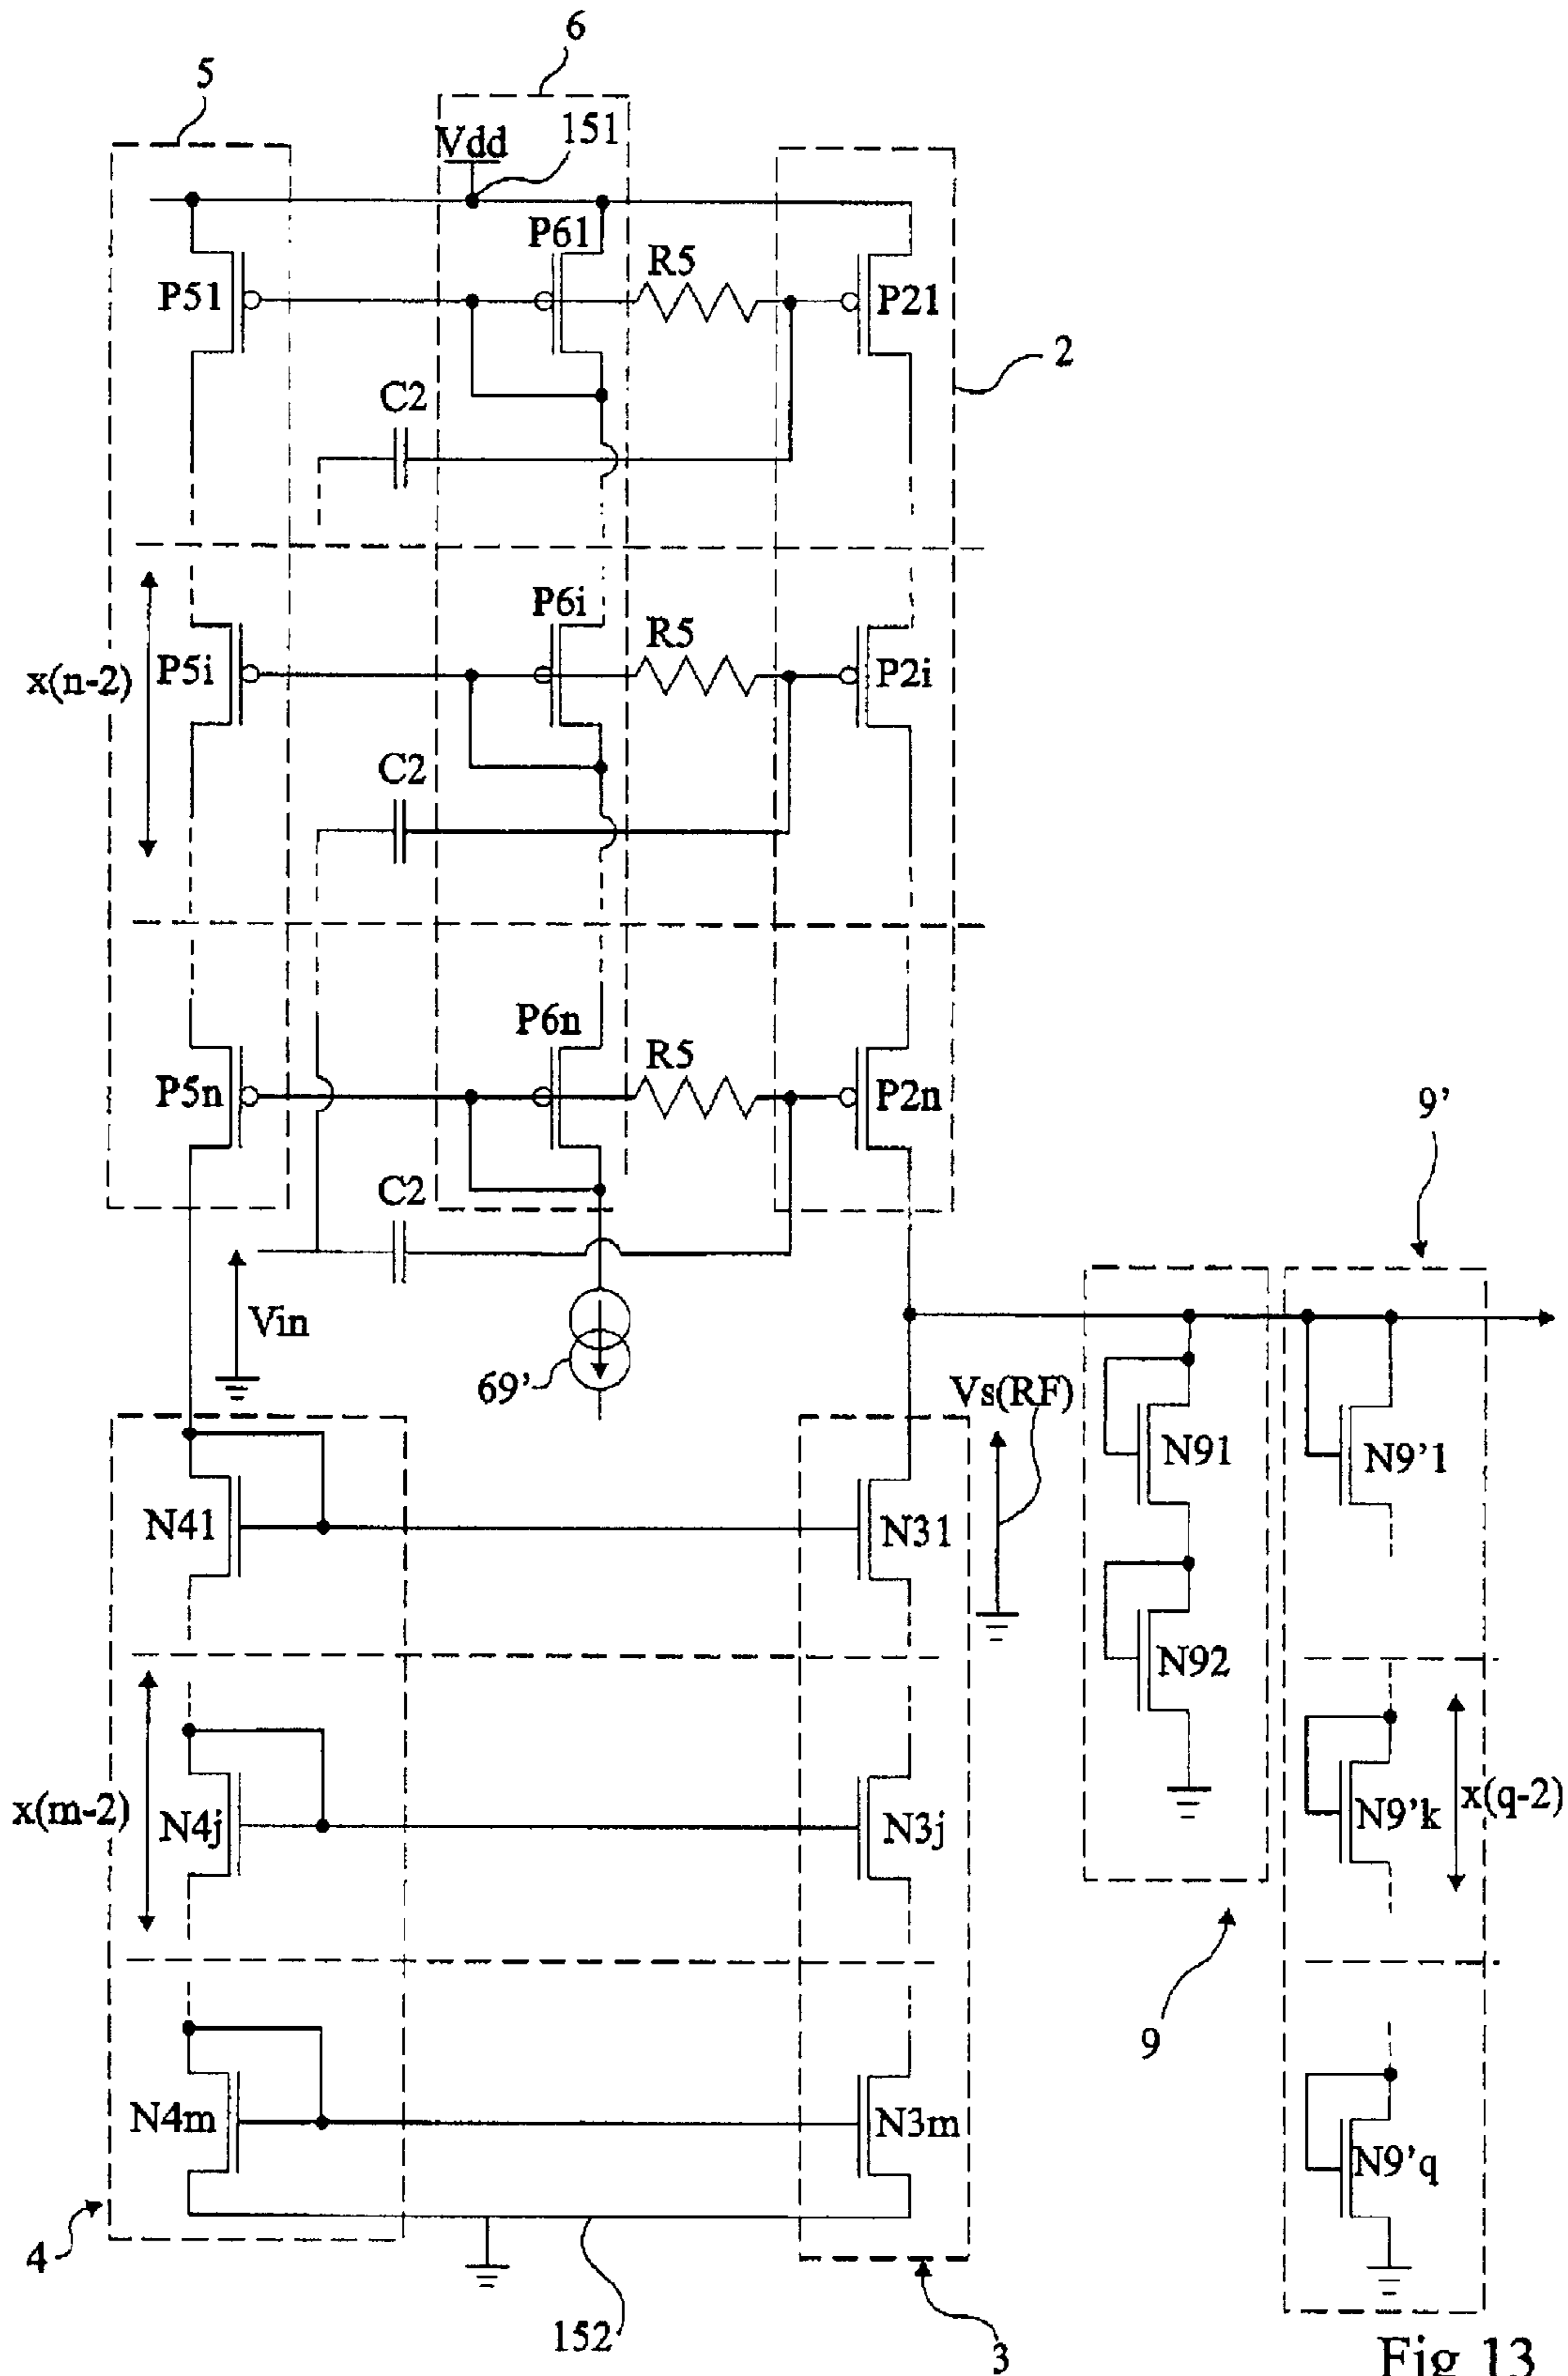 6
5
Vdd
151
P61
R5
P51
P21
2
C2
P6i
R5
x(n-2)
P5i
P2i
C2
P6n
R5
P5n
P2n
9'
C2
Vin
69'
Vs(RF)
N41
N31
N91
N9'1
N92
x(m-2)
N4j
N3j
N9'k
x(q-2)
9
N4m
N3m
N9'q
4
152
3
Fig 13